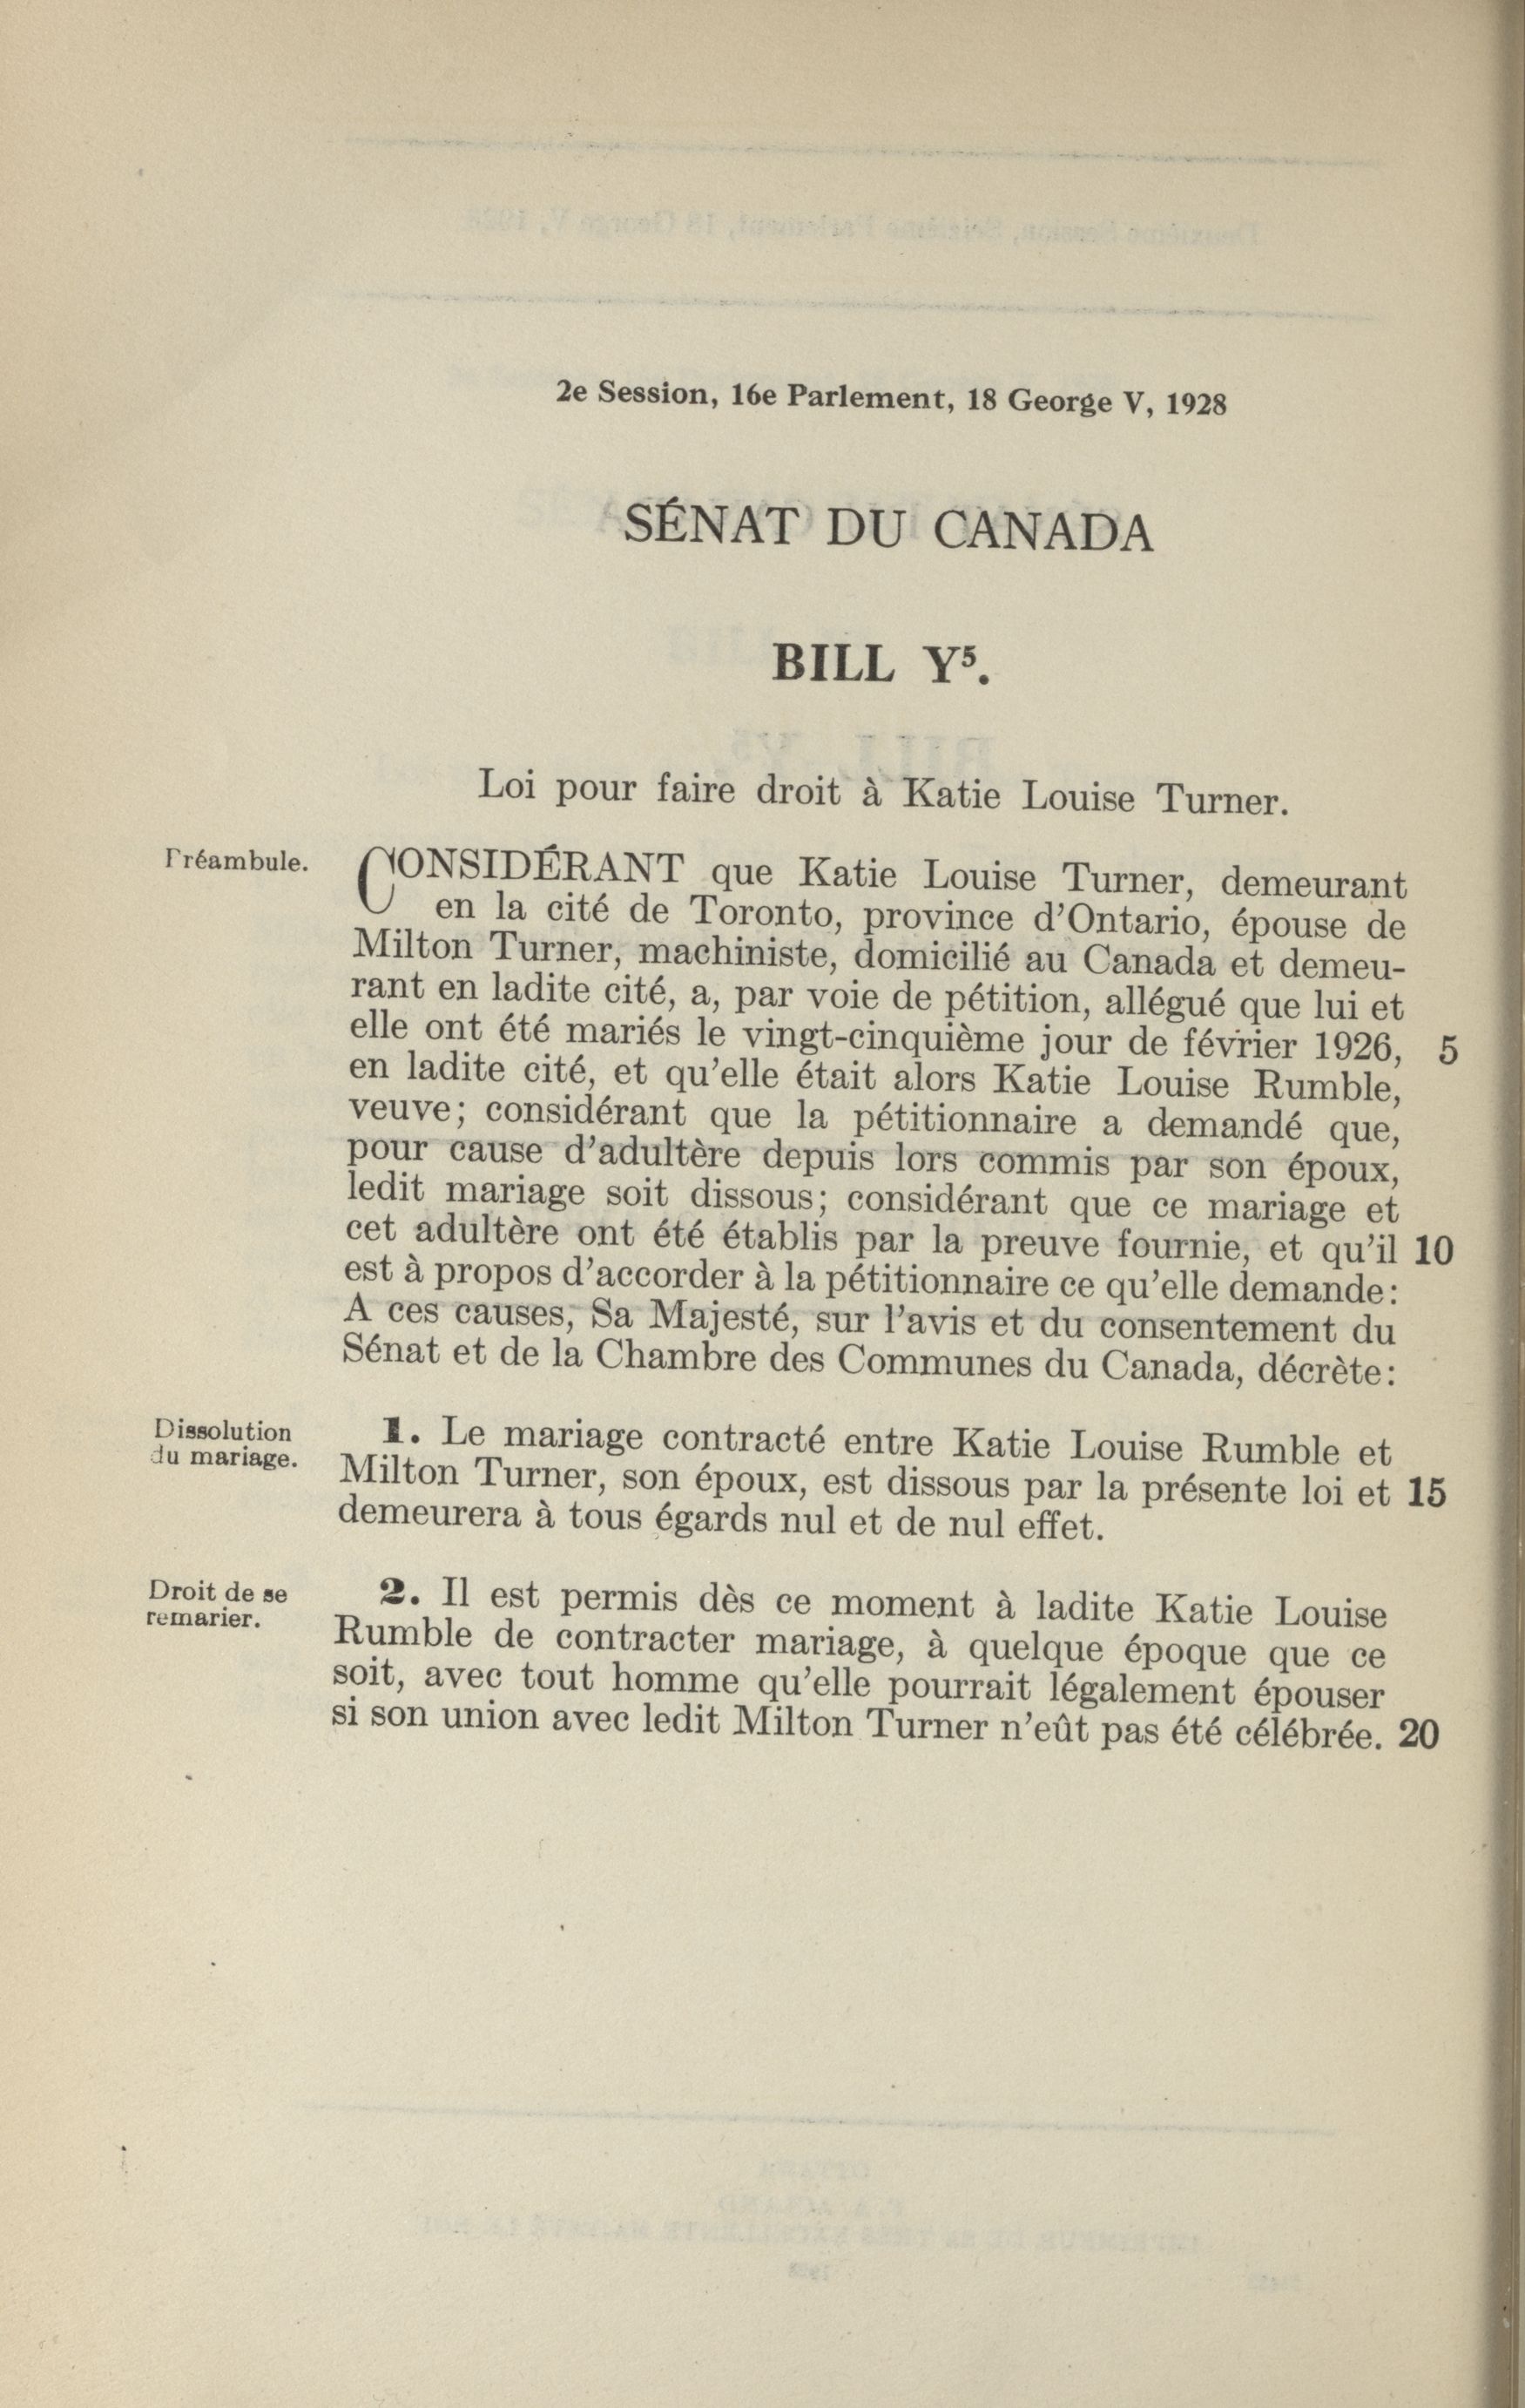 2e Session, 16e Parlement, 18 George V, 1928
SÉNAT DU CANADA
BILL Y⁵.
Loi pour faire droit à Katie Louise Turner.
Préambule.
CONSIDÉRANT que Katie Louise Turner, demeurant
en la cité de Toronto, province d'Ontario, épouse de
Milton Turner, machiniste, domicilié au Canada et demeu-
rant en ladite cité, a, par voie de pétition, allégué que lui et
elle ont été mariés le vingt-cinquième jour de février 1926, 5
en ladite cité, et qu'elle était alors Katie Louise Rumble,
veuve; considérant que la pétitionnaire a demandé que,
pour cause d'adultère depuis lors commis par son époux,
ledit mariage soit dissous; considérant que ce mariage et
cet adultère ont été établis par la preuve fournie, et qu'il 10
est à propos d'accorder à la pétitionnaire ce qu'elle demande:
A ces causes, Sa Majesté, sur l'avis et du consentement du
Sénat et de la Chambre des Communes du Canada, décrète:
Dissolution
du mariage.
1. Le mariage contracté entre Katie Louise Rumble et
Milton Turner, son époux, est dissous par la présente loi et 15
demeurera à tous égards nul et de nul effet.
Droit de se
remarier.
2. Il est permis dès ce moment à ladite Katie Louise
Rumble de contracter mariage, à quelque époque que ce
soit, avec tout homme qu'elle pourrait légalement épouser
si son union avec ledit Milton Turner n'eût pas été célébrée. 20